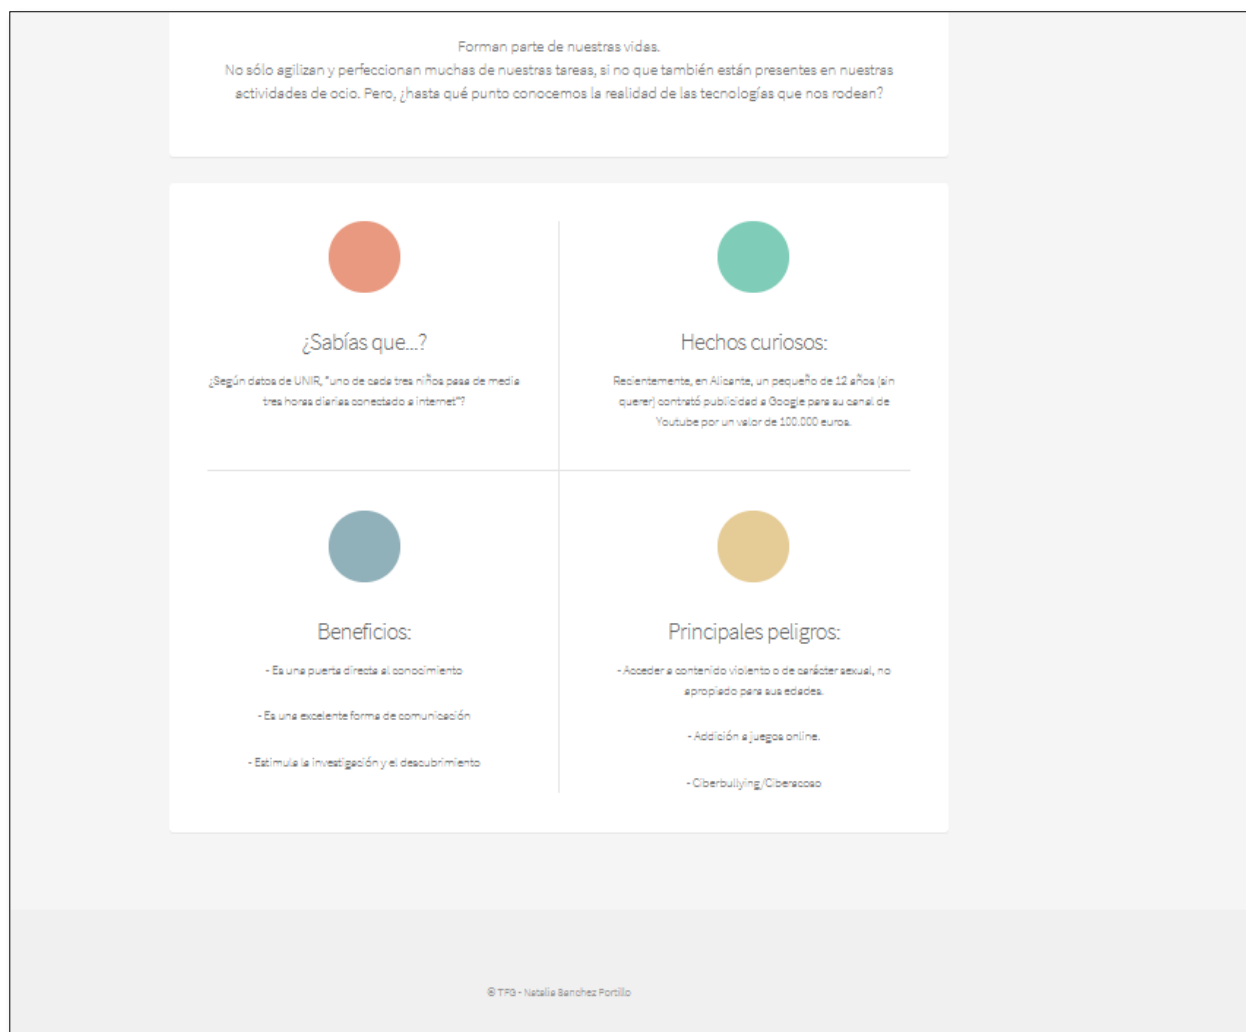 Forman parte de nuestras vidas.
No sólo agilizan y perfeccionan muchas de nuestras tareas, si no que también están presentes en nuestras
actividades de ocio. Pero, ¿hasta qué punto conocemos la realidad de las tecnologías que nos rodean?
¿Sabías que...?
¿Según datos de UNIR, "uno de cada tres niños pasa de media
tres horas diarias conectado a internet"?
Hechos curiosos:
Recientemente, en Alicante, un pequeño de 12 años (sin
querer) contrató publicidad a Google para su canal de
Youtube por un valor de 100.000 euros.
Beneficios:
- Es una puerta directa al conocimiento
- Es una excelente forma de comunicación
- Estimula la investigación y el descubrimiento
Principales peligros:
- Acceder a contenido violento o de carácter sexual, no
apropiado para sus edades.
- Addición a juegos online.
- Ciberbullying/Ciberacoso
© TFG - Natalia Sanchez Portillo